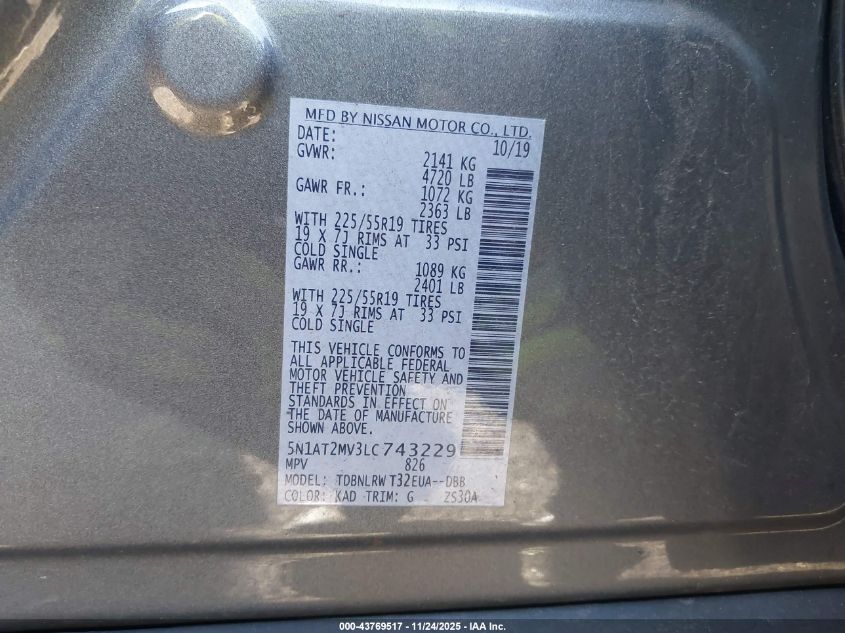 MFD BY NISSAN MOTOR CO., LTD.
DATE: 10/19
GVWR: 2141 KG
4720 LB
GAWR FR.: 1072 KG
2363 LB
WITH 225/55R19 TIRES
19 X 7J RIMS AT 33 PSI
COLD SINGLE
GAWR RR.: 1089 KG
2401 LB
WITH 225/55R19 TIRES
19 X 7J RIMS AT 33 PSI
COLD SINGLE
THIS VEHICLE CONFORMS TO
ALL APPLICABLE FEDERAL
MOTOR VEHICLE SAFETY AND
THEFT PREVENTION
STANDARDS IN EFFECT ON
THE DATE OF MANUFACTURE
SHOWN ABOVE.
5N1AT2MV3LC743229
MPV 826
MODEL: TDBNLRW T32EUA--DBB
COLOR: KAD TRIM: G ZS30A
000-43769517 - 11/24/2025 - IAA Inc.